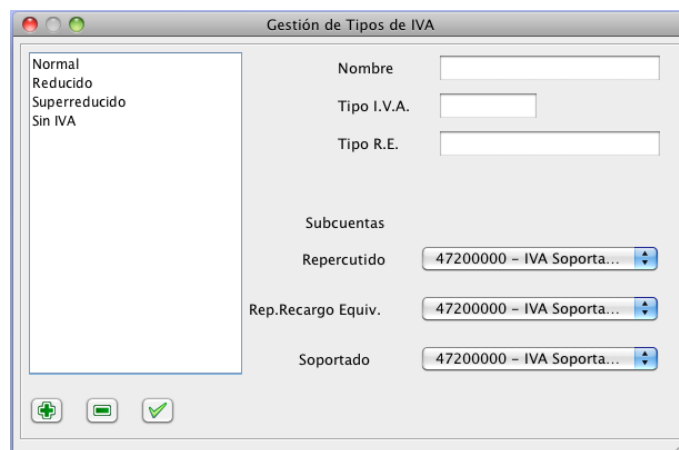 Gestión de Tipos de IVA
Normal
Reducido
Superreducido
Sin IVA
Nombre
Tipo I.V.A.
Tipo R.E.
Subcuentas
Repercutido 47200000 - IVA Soporta...
Rep.Recargo Equiv. 47200000 - IVA Soporta...
Soportado 47200000 - IVA Soporta...